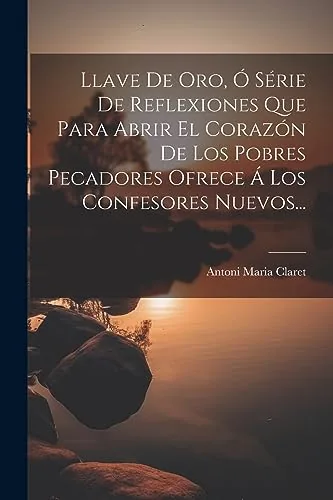 Llave De Oro, Ó Série
De Reflexiones Que
Para Abrir El Corazón
De Los Pobres
Pecadores Ofrece Á Los
Confesores Nuevos...
Antoni Maria Claret